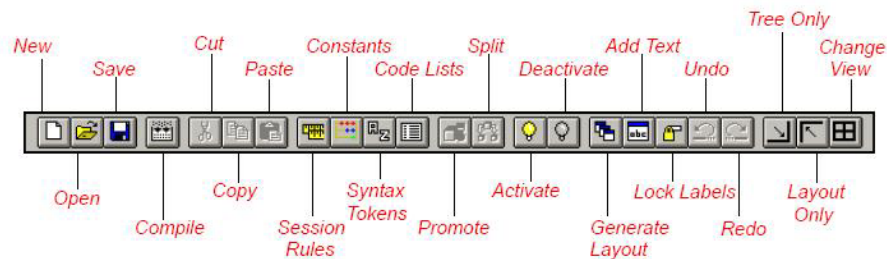 Tree Only
New
Cut
Constants
Split
Add Text
Change
View
Save
Paste
Code Lists
Deactivate
Undo
abc
Open
Copy
Syntax
Tokens
Activate
Lock Labels
Layout
Only
Compile
Session
Rules
Promote
Generate
Layout
Redo